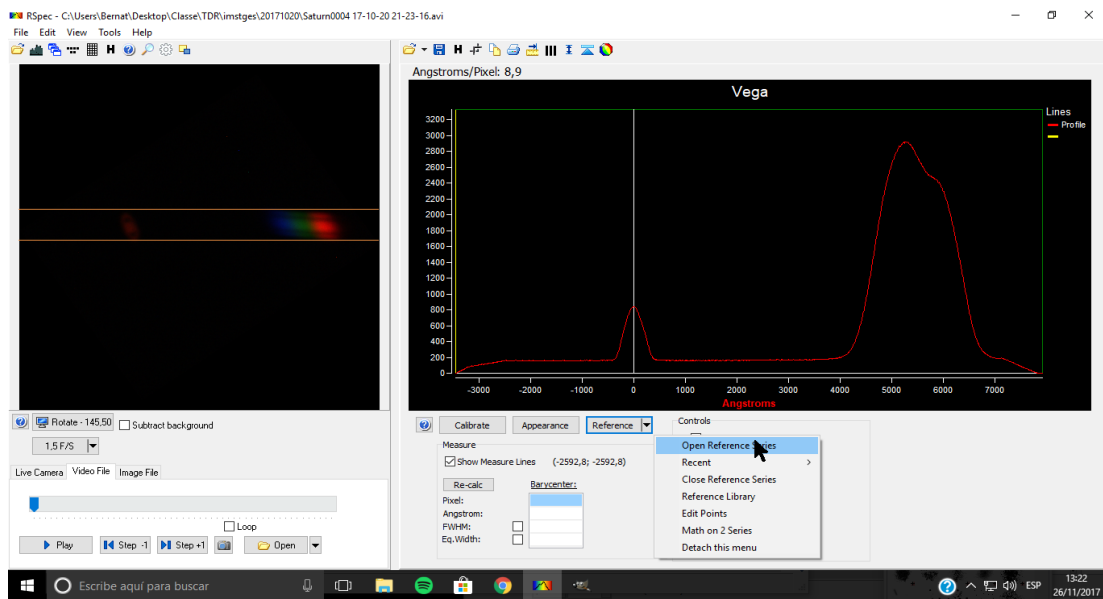 RSpec - C:\Users\Bernat\Desktop\Classe\TDR\imstges\20171020\Saturn0004 17-10-20 21-23-16.avi
File Edit View Tools Help
Angstroms/Pixel: 8,9
Vega
Lines
Profile
3200
3000
2800
2600
2400
2200
2000
1800
1600
1400
1200
1000
800
600
400
200
0
-3000 -2000 -1000 0 1000 2000 3000 4000 5000 6000 7000
Angstroms
Rotate - 145,50
Subtract background
1,5 F/S
Live Camera Video File Image File
Loop
Play Step -1 Step +1 Open
Calibrate Appearance Reference
Controls
Measure
Show Measure Lines (-2592,8; -2592,8)
Re-calc Barycenter:
Pixel:
Angstrom:
FWHM:
Eq.Width:
Open Reference Series
Recent
Close Reference Series
Reference Library
Edit Points
Math on 2 Series
Detach this menu
Escribe aquí para buscar
ESP
13:22
26/11/2017